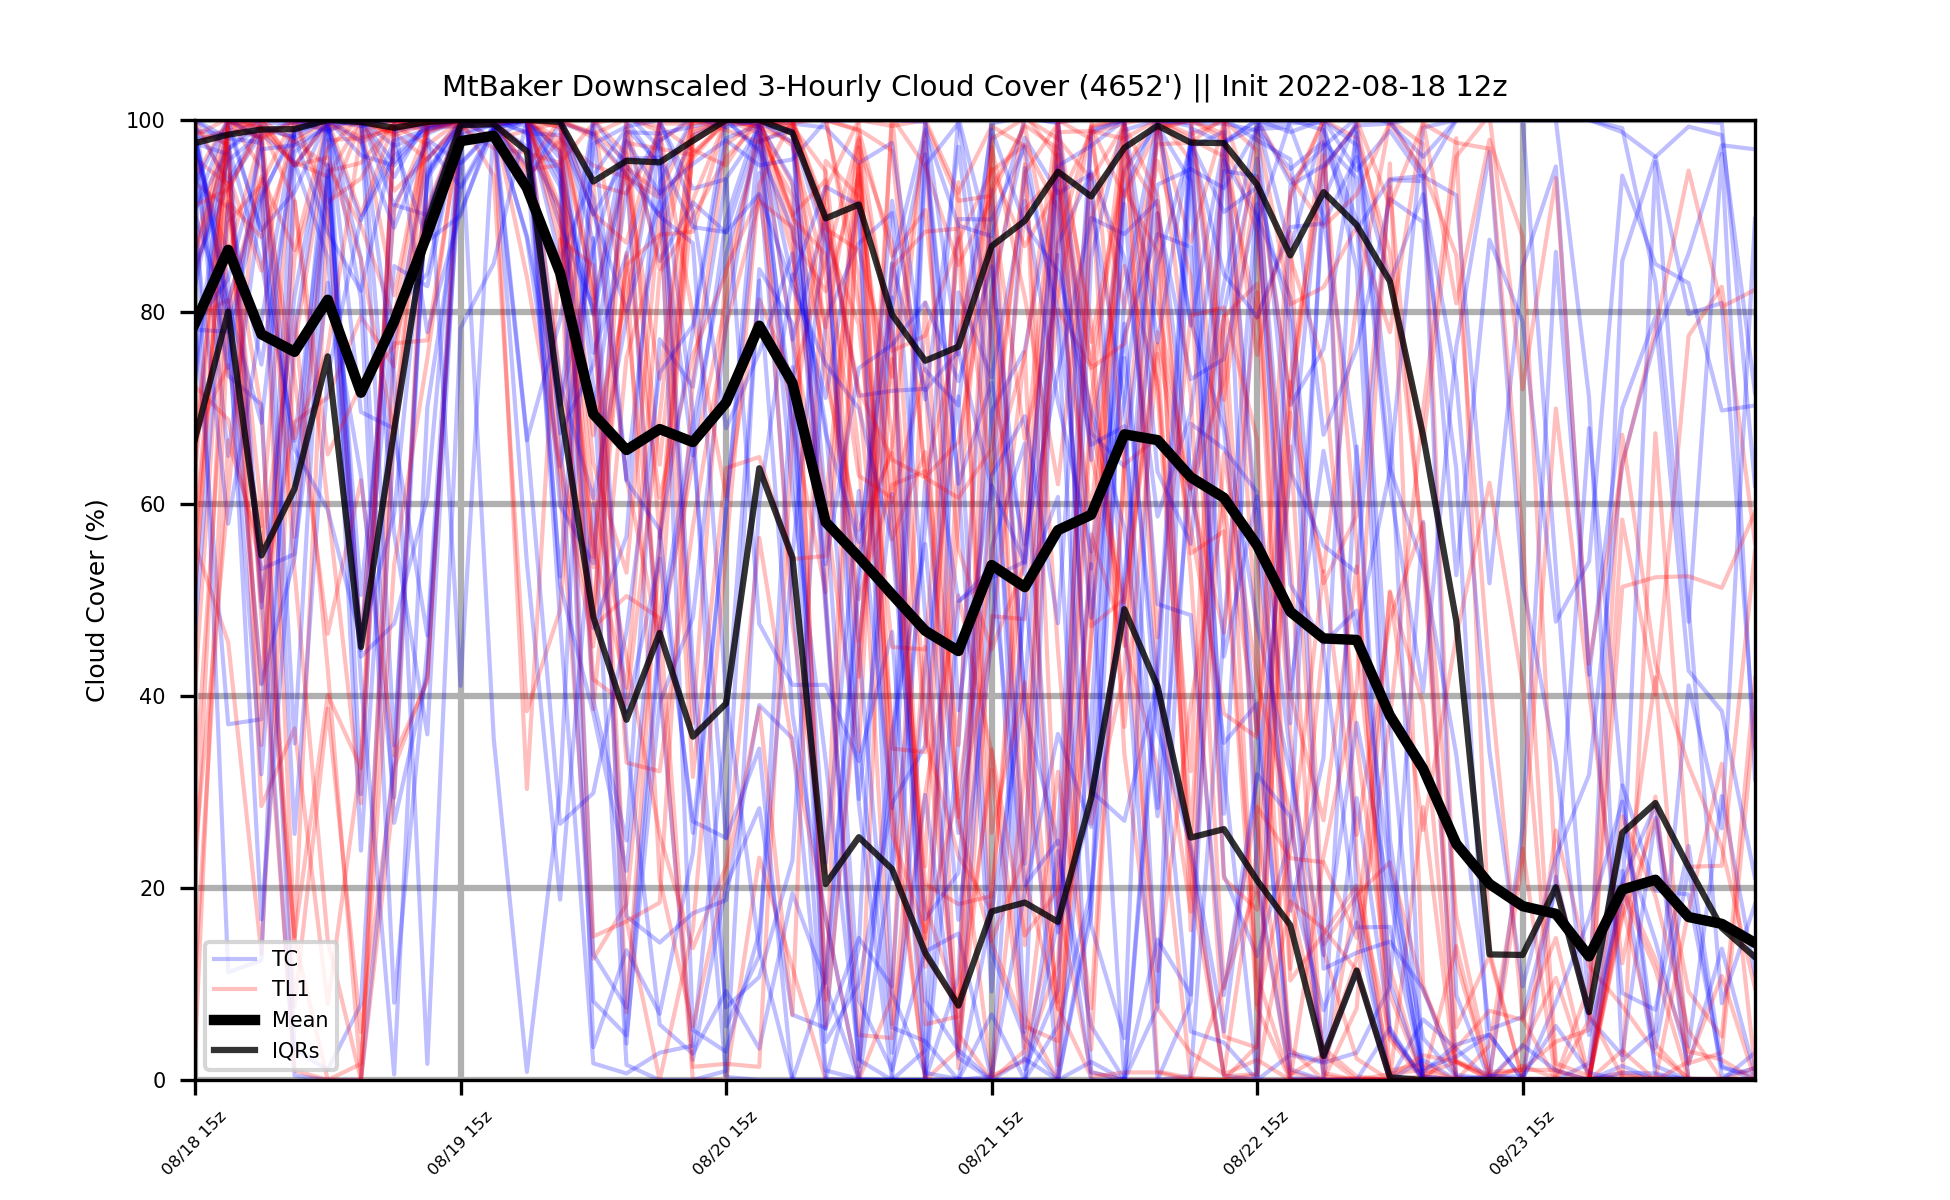 MtBaker Downscaled 3-Hourly Cloud Cover (4652') || Init 2022-08-18 12z
Cloud Cover (%)
100
80
60
40
20
0
TC
TL1
Mean
IQRs
08/18 15z
08/19 15z
08/20 15z
08/21 15z
08/22 15z
08/23 15z